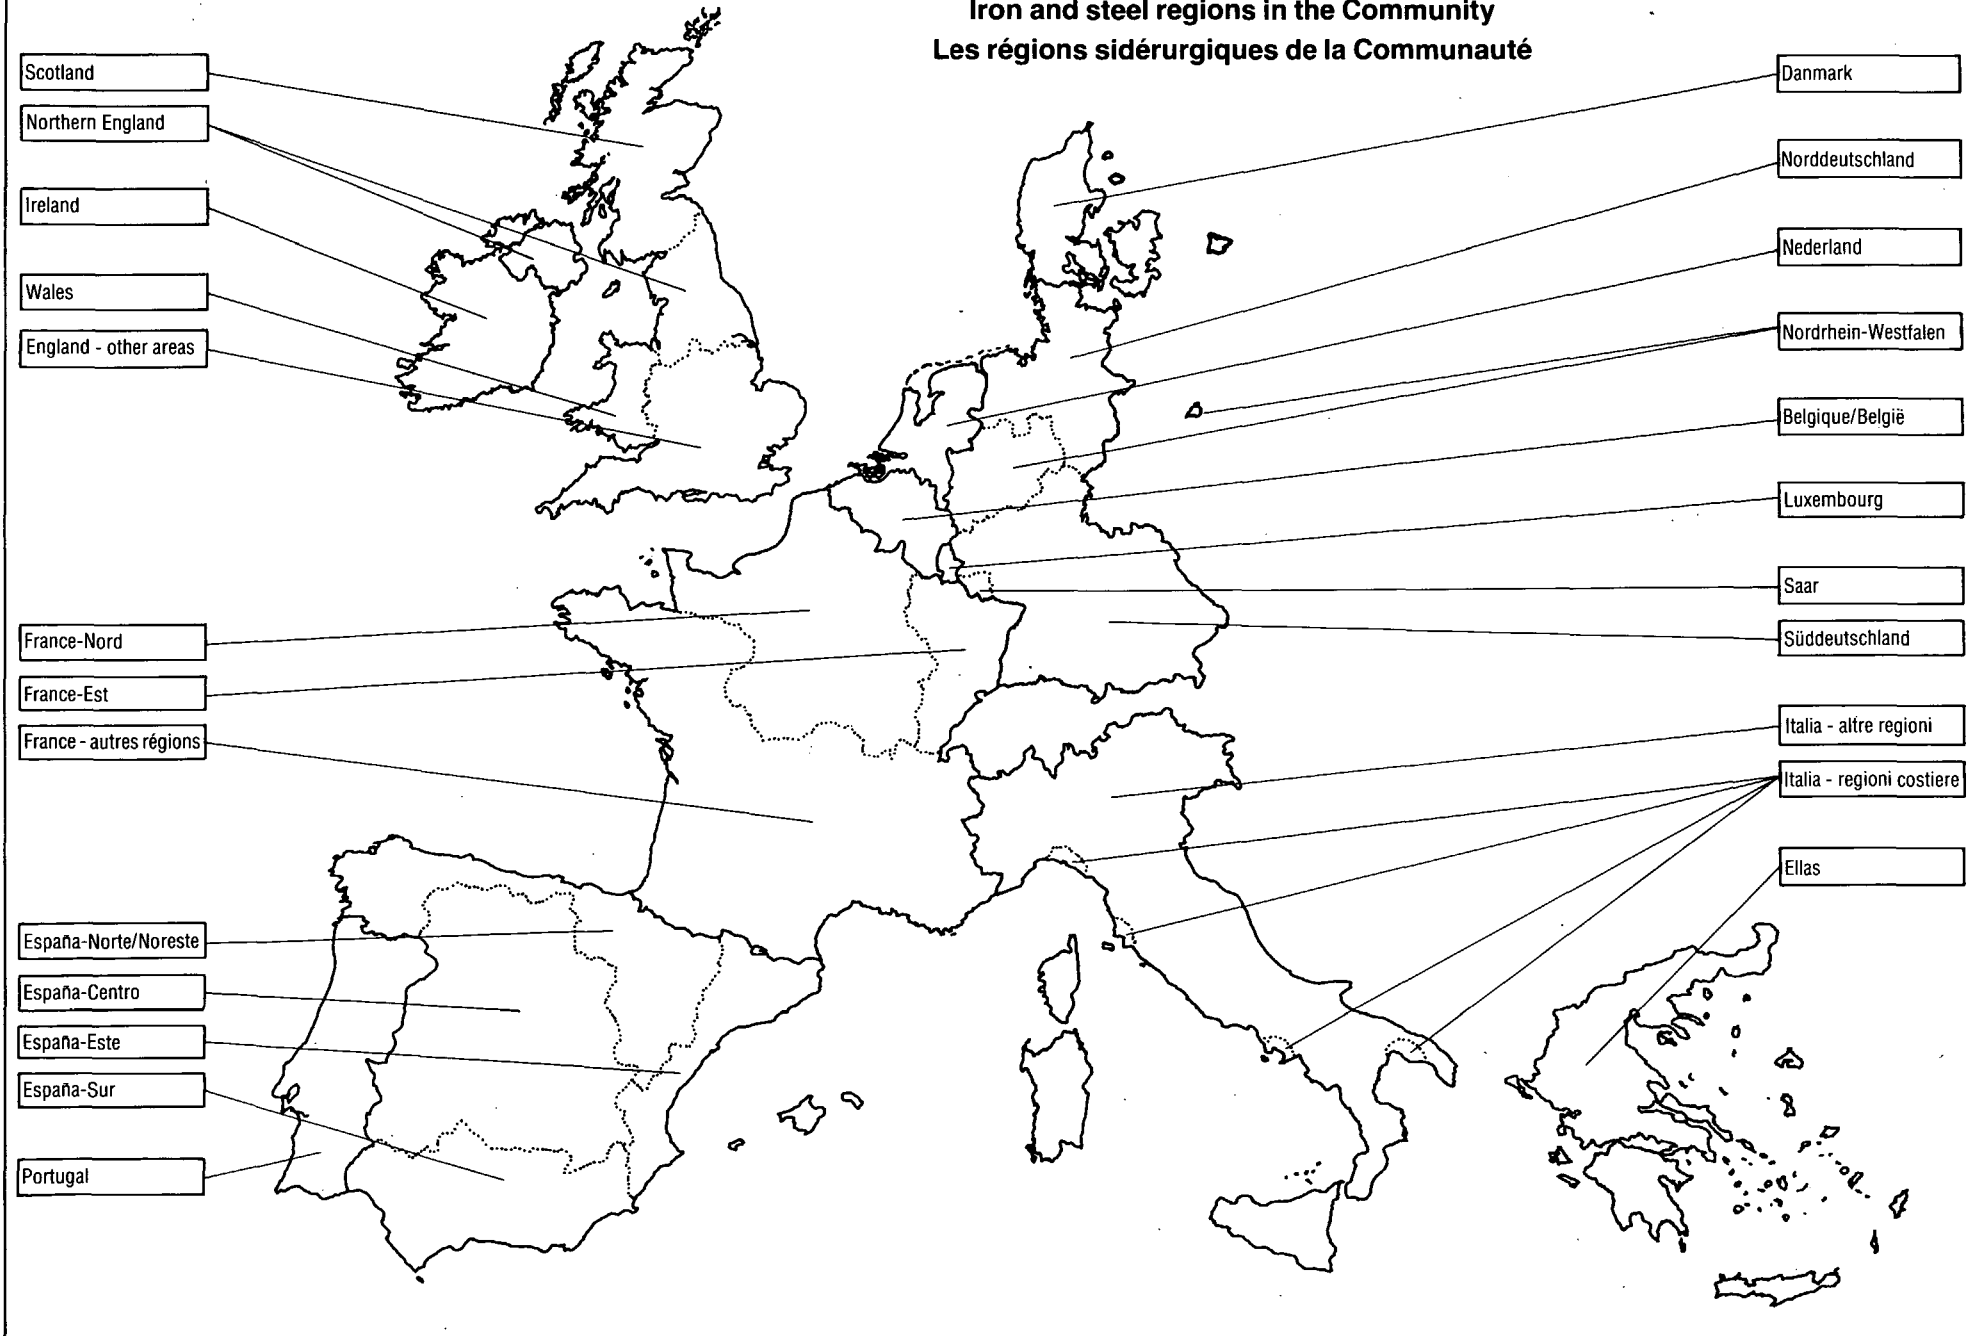 Iron and steel regions in the Community
Les régions sidérurgiques de la Communauté
Scotland
Northern England
Ireland
Wales
England - other areas
France-Nord
France-Est
France - autres régions
España-Norte/Noreste
España-Centro
España-Este
España-Sur
Portugal
Danmark
Norddeutschland
Nederland
Nordrhein-Westfalen
Belgique/België
Luxembourg
Saar
Süddeutschland
Italia - altre regioni
Italia - regioni costiere
Ellas